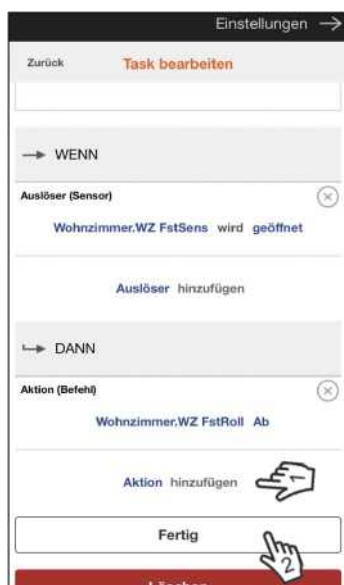 Einstellungen →
Zurück Task bearbeiten
→ WENN
Auslöser (Sensor)
Wohnzimmer.WZ FstSens wird geöffnet
Auslöser hinzufügen
↳ DANN
Aktion (Befehl)
Wohnzimmer.WZ FstRoll Ab
Aktion hinzufügen 1
Fertig
2
Löschen